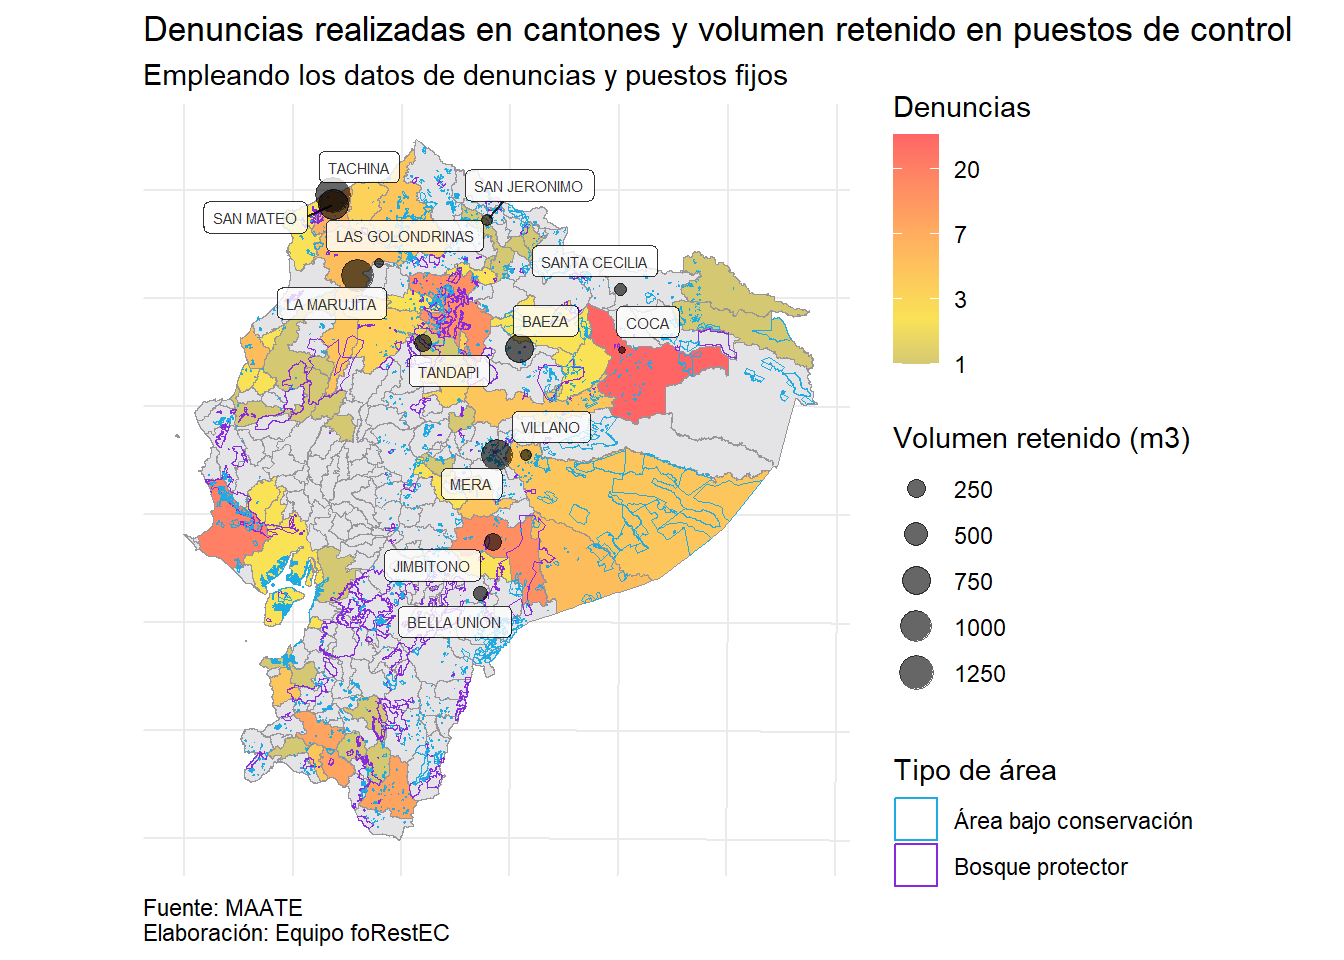 Denuncias realizadas en cantones y volumen retenido en puestos de control
Empleando los datos de denuncias y puestos fijos
TACHINA
SAN JERONIMO
SAN MATEO
LAS GOLONDRINAS
SANTA CECILIA
LA MARUJITA
BAEZA
COCA
TANDAPI
VILLANO
MERA
JIMBITONO
BELLA UNION
Denuncias
20
7
3
1
Volumen retenido (m3)
250
500
750
1000
1250
Tipo de área
Área bajo conservación
Bosque protector
Fuente: MAATE
Elaboración: Equipo foRestEC